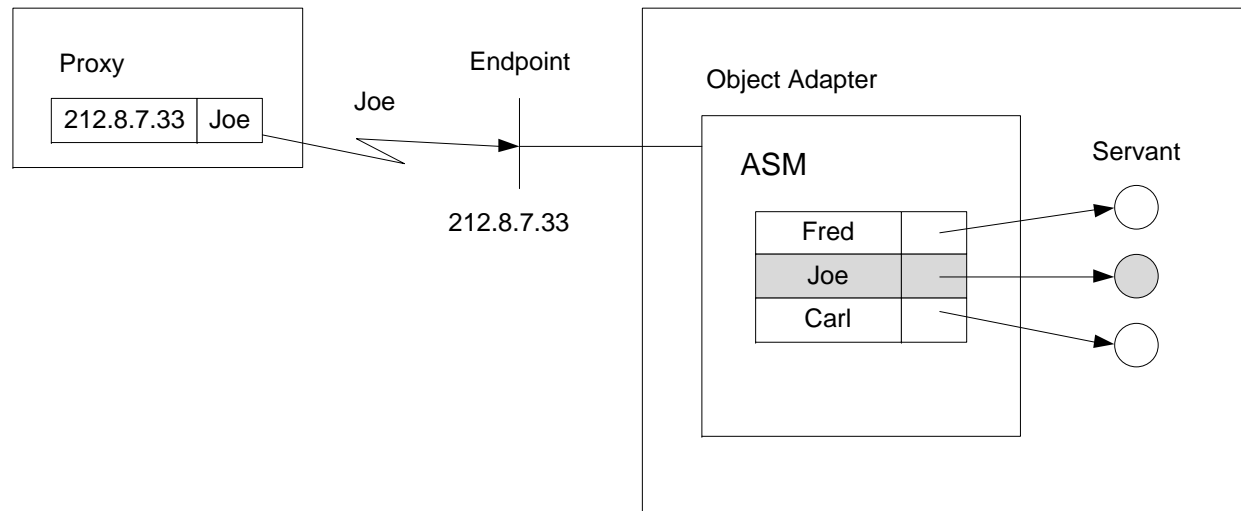 Proxy
212.8.7.33 Joe
Joe
Endpoint
212.8.7.33
Object Adapter
ASM
Fred
Joe
Carl
Servant